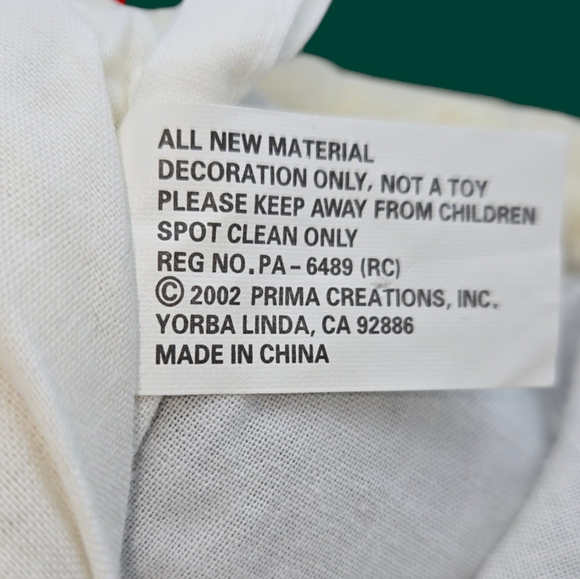 ALL NEW MATERIAL
DECORATION ONLY, NOT A TOY
PLEASE KEEP AWAY FROM CHILDREN
SPOT CLEAN ONLY
REG NO. PA-6489 (RC)
© 2002 PRIMA CREATIONS, INC.
YORBA LINDA, CA 92886
MADE IN CHINA